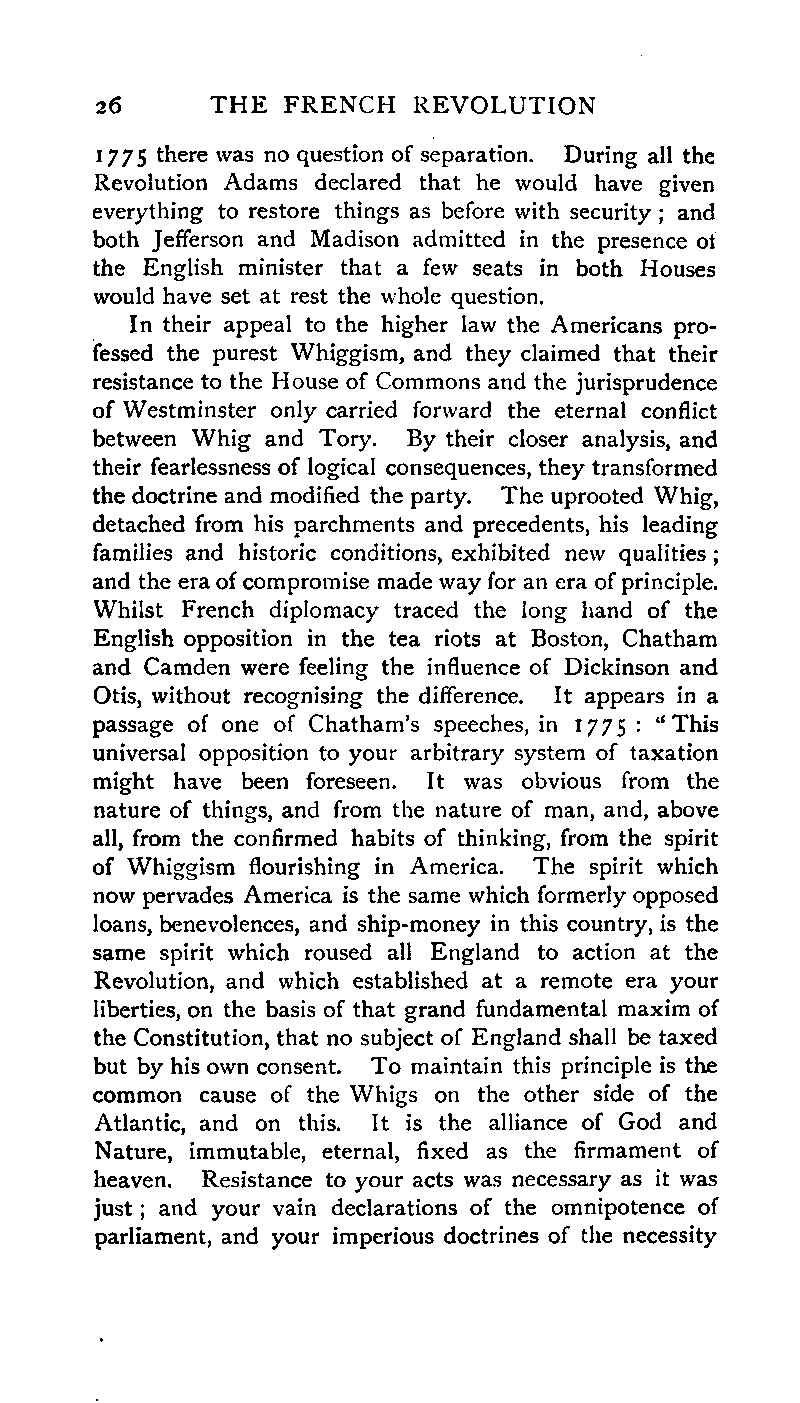 26 THE FRENCH REVOLUTION
1775 there was no question of separation. During all the
Revolution Adams declared that he would have given
everything to restore things as before with security ; and
both Jefferson and Madison admitted in the presence of
the English minister that a few seats in both Houses
would have set at rest the whole question.
In their appeal to the higher law the Americans pro-
fessed the purest Whiggism, and they claimed that their
resistance to the House of Commons and the jurisprudence
of Westminster only carried forward the eternal conflict
between Whig and Tory. By their closer analysis, and
their fearlessness of logical consequences, they transformed
the doctrine and modified the party. The uprooted Whig,
detached from his parchments and precedents, his leading
families and historic conditions, exhibited new qualities ;
and the era of compromise made way for an era of principle.
Whilst French diplomacy traced the long hand of the
English opposition in the tea riots at Boston, Chatham
and Camden were feeling the influence of Dickinson and
Otis, without recognising the difference. It appears in a
passage of one of Chatham's speeches, in 1775 : "This
universal opposition to your arbitrary system of taxation
might have been foreseen. It was obvious from the
nature of things, and from the nature of man, and, above
all, from the confirmed habits of thinking, from the spirit
of Whiggism flourishing in America. The spirit which
now pervades America is the same which formerly opposed
loans, benevolences, and ship-money in this country, is the
same spirit which roused all England to action at the
Revolution, and which established at a remote era your
liberties, on the basis of that grand fundamental maxim of
the Constitution, that no subject of England shall be taxed
but by his own consent. To maintain this principle is the
common cause of the Whigs on the other side of the
Atlantic, and on this. It is the alliance of God and
Nature, immutable, eternal, fixed as the firmament of
heaven. Resistance to your acts was necessary as it was
just ; and your vain declarations of the omnipotence of
parliament, and your imperious doctrines of the necessity